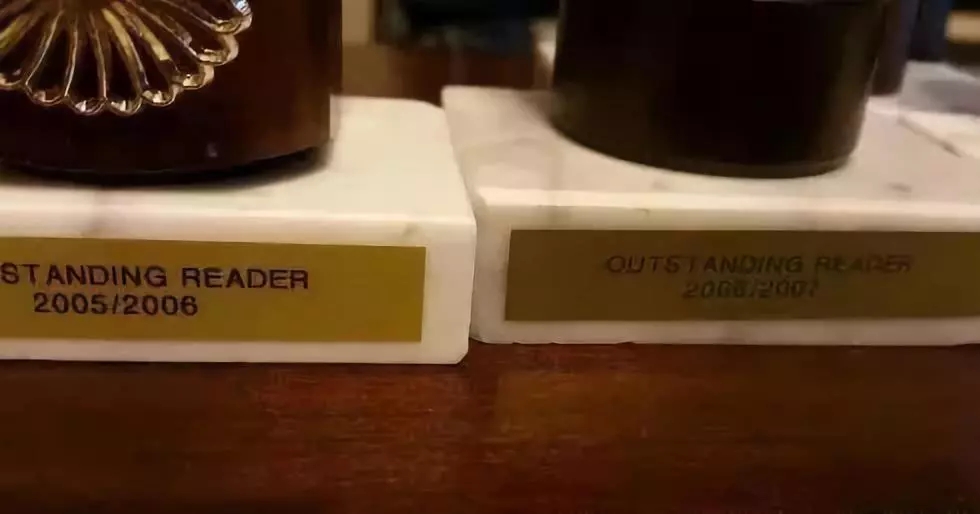 STANDING READER
2005/2006
OUTSTANDING READER
2006/2007